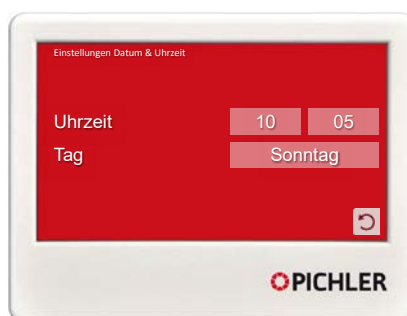 Einstellungen Datum & Uhrzeit
Uhrzeit 10 05
Tag Sonntag
PICHLER